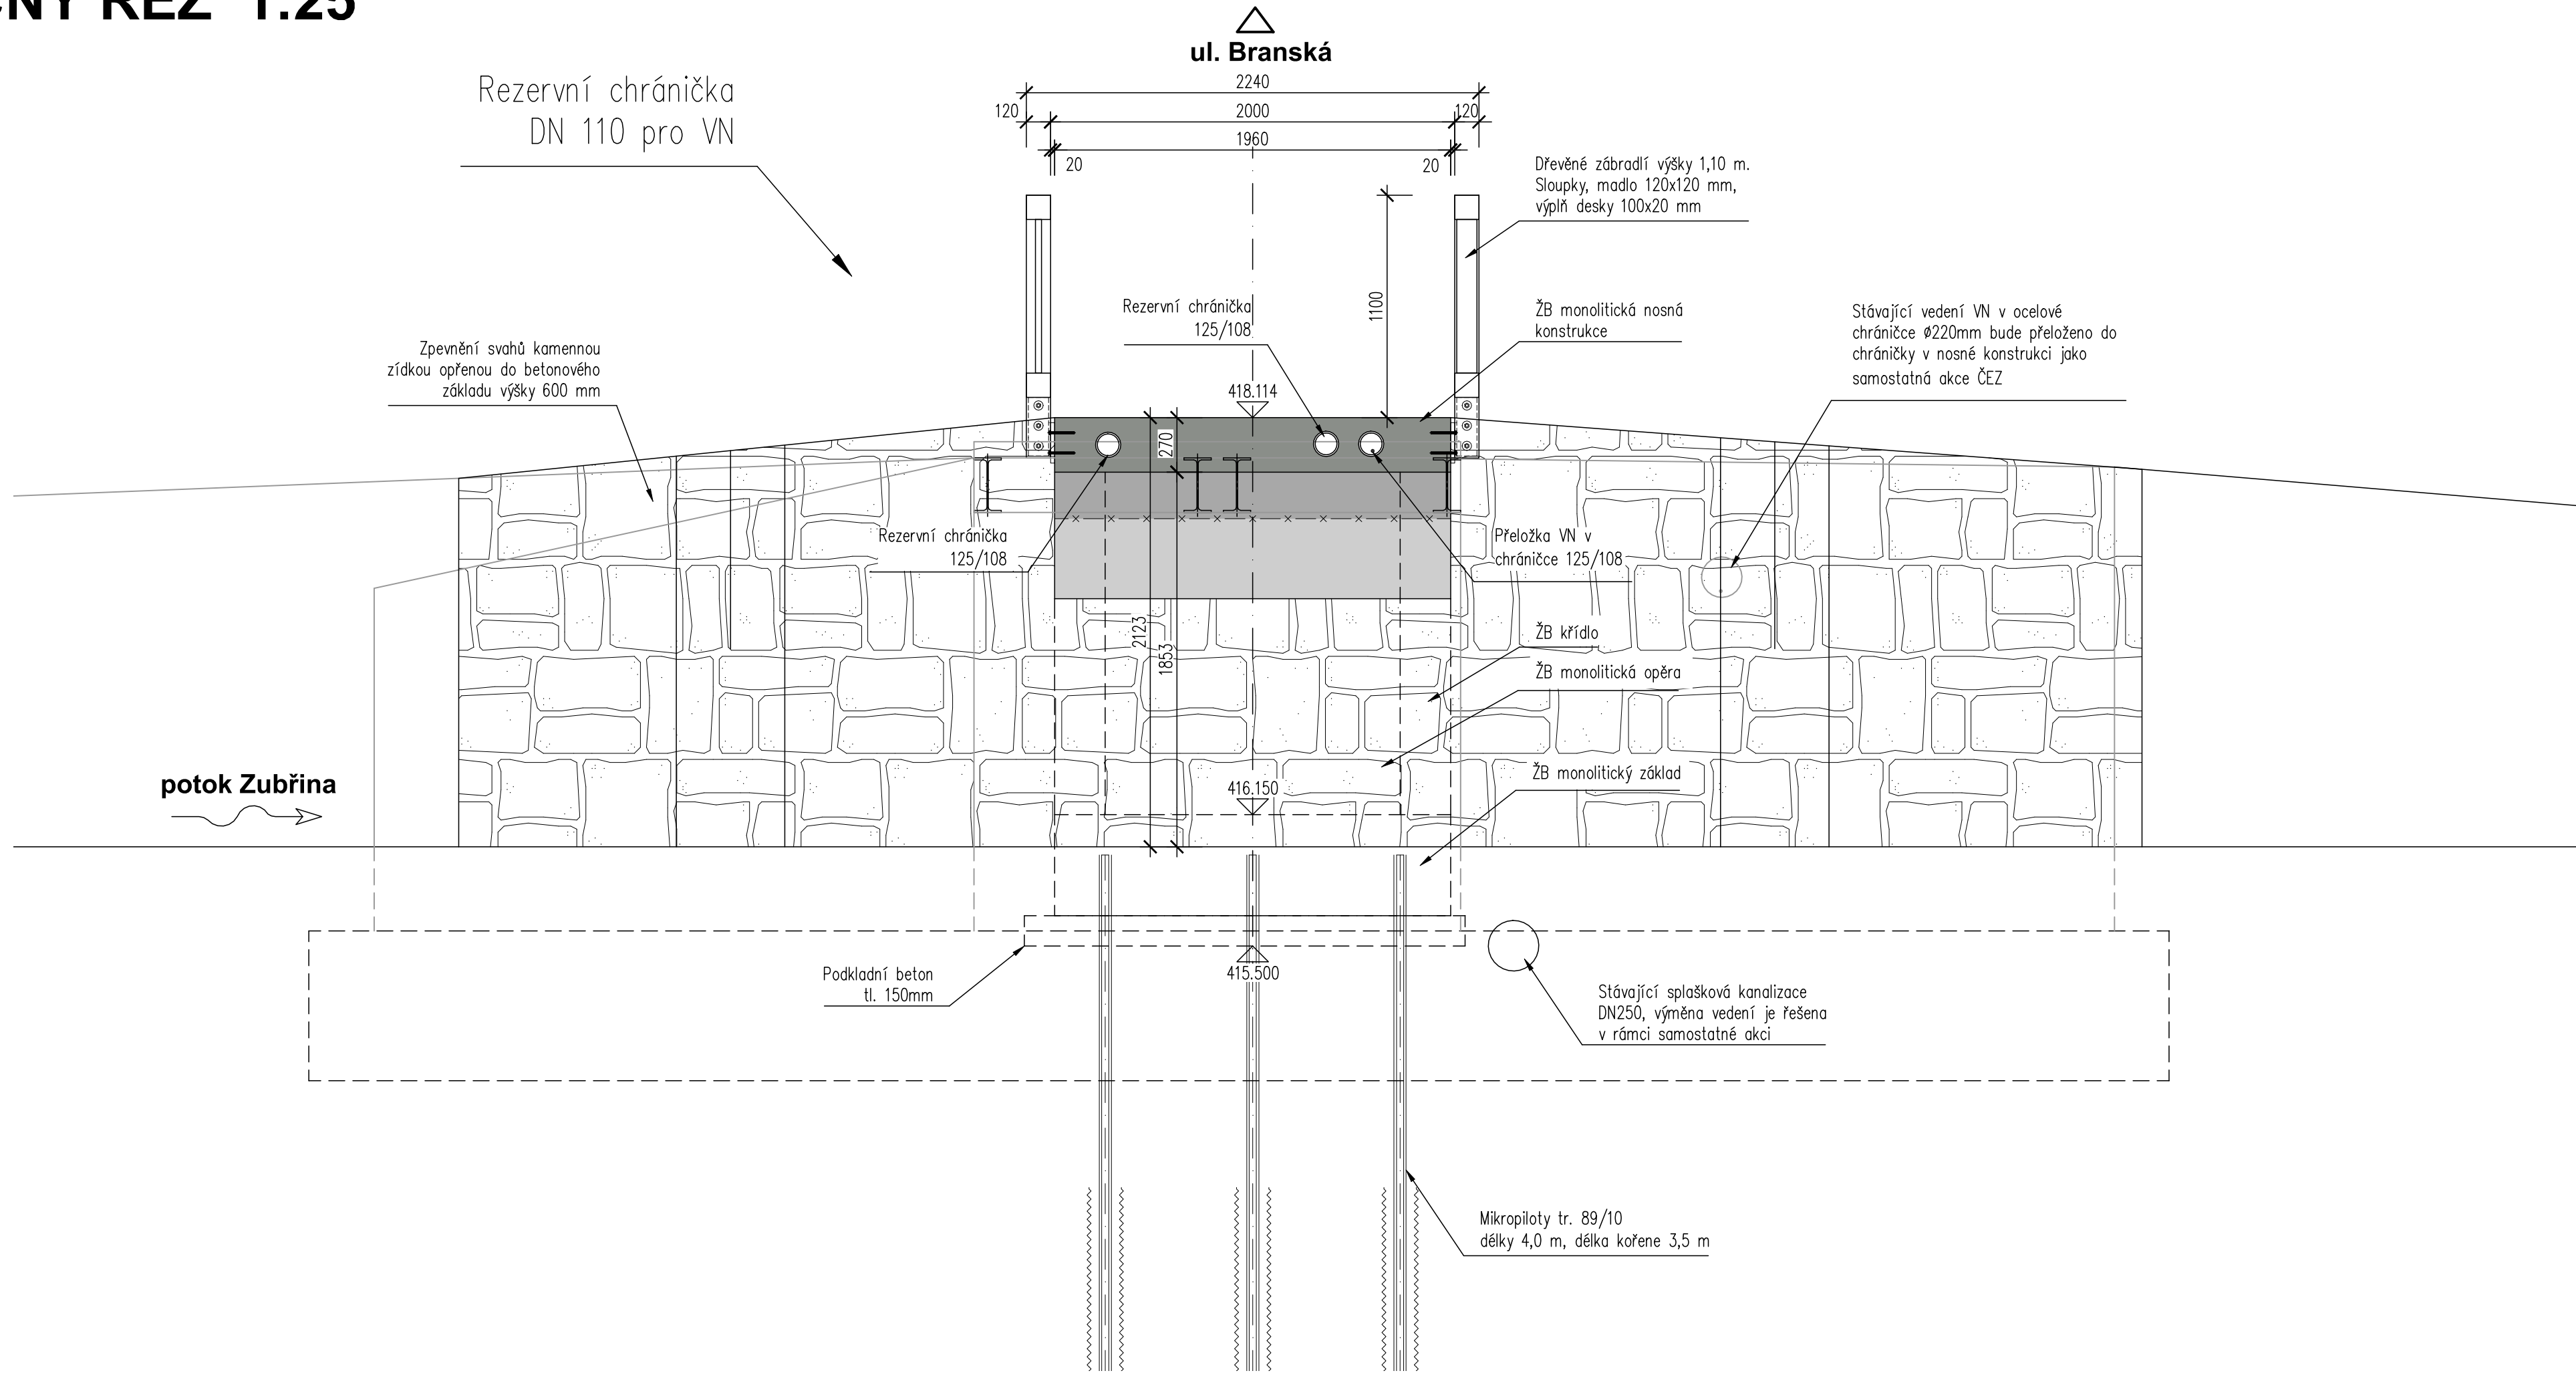 ŘEZ 1:25
ul. Branská
2240
120
2000
120
1960
20
20
Rezervní chránička
DN 110 pro VN
Dřevěné zábradlí výšky 1,10 m.
Sloupky, madlo 120x120 mm,
výplň desky 100x20 mm
1100
Rezervní chránička
125/108
ŽB monolitická nosná
konstrukce
Stávající vedení VN v ocelové
chráničce ø220mm bude přeloženo do
chráničky v nosné konstrukci jako
samostatná akce ČEZ
Zpevnění svahů kamennou
zídkou opřenou do betonového
základu výšky 600 mm
418.114
270
Rezervní chránička
125/108
Přeložka VN v
chráničce 125/108
2123
1853
ŽB křídlo
ŽB monolitická opěra
ŽB monolitický základ
416.150
potok Zubřina
415.500
Podkladní beton
tl. 150mm
Stávající splašková kanalizace
DN250, výměna vedení je řešena
v rámci samostatné akci
Mikropiloty tr. 89/10
délky 4,0 m, délka kořene 3,5 m